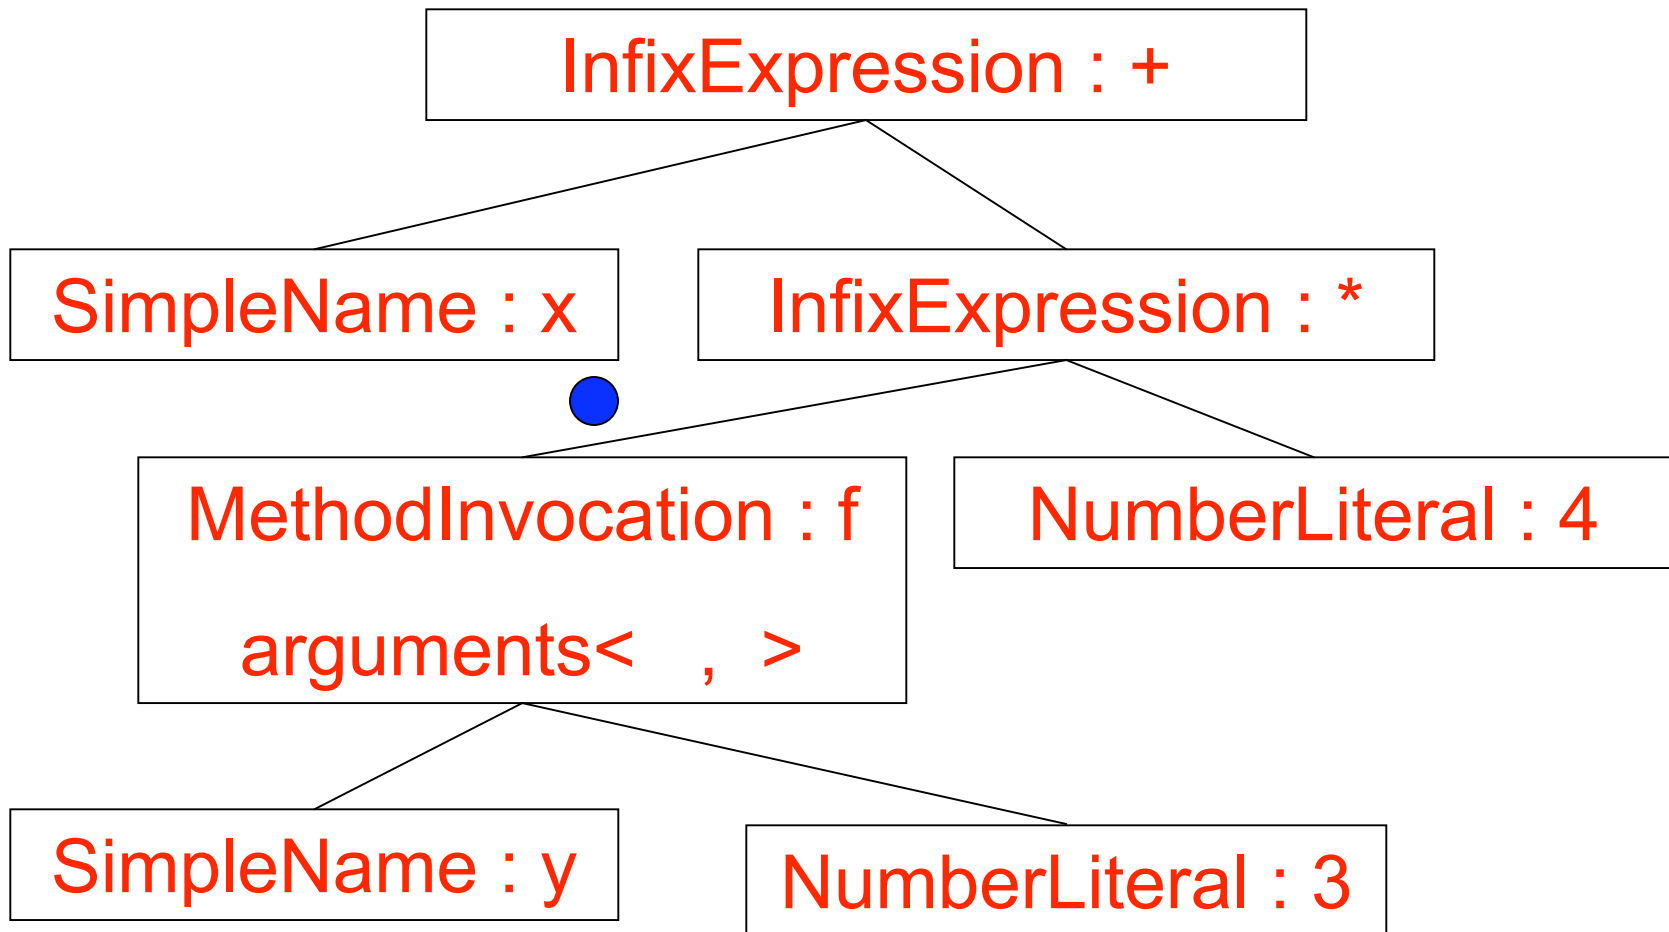 InfixExpression : +
SimpleName : x
InfixExpression : *
MethodInvocation : f
arguments< , >
NumberLiteral : 4
SimpleName : y
NumberLiteral : 3